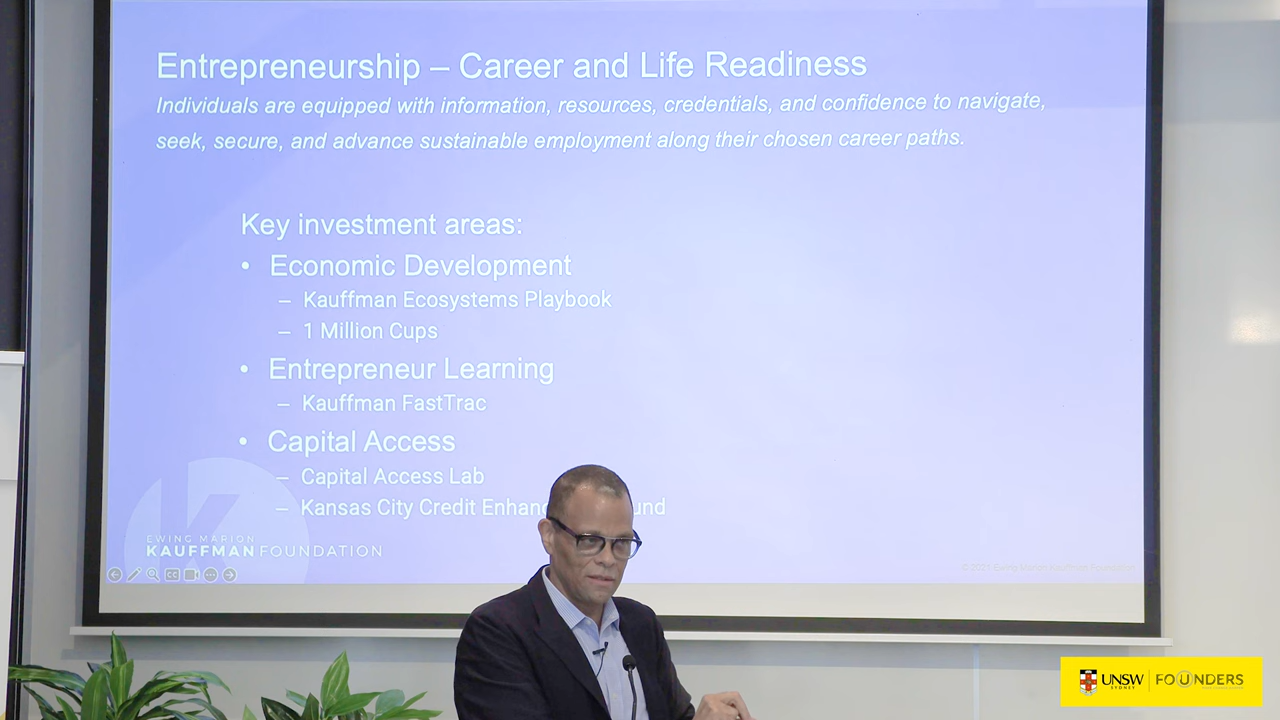 Entrepreneurship – Career and Life Readiness
Individuals are equipped with information, resources, credentials, and confidence to navigate,
seek, secure, and advance sustainable employment along their chosen career paths.
Key investment areas:
• Economic Development
– Kauffman Ecosystems Playbook
– 1 Million Cups
• Entrepreneur Learning
– Kauffman FastTrac
• Capital Access
– Capital Access Lab
– Kansas City Credit
EWING MARION
KAUFFMAN FOUNDATION
CC
UNSW
SYDNEY
FOUNDERS